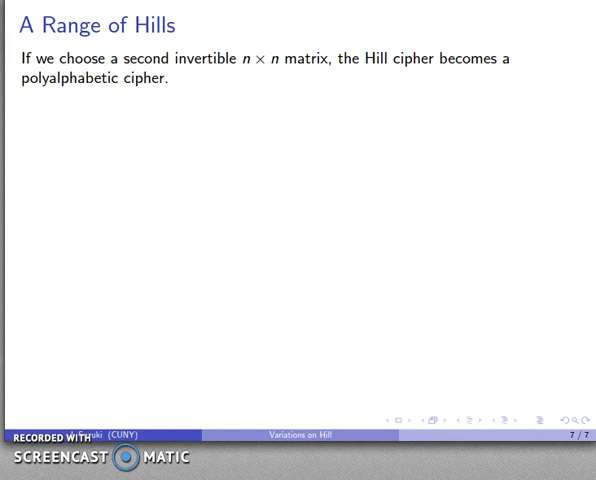 A Range of Hills
If we choose a second invertible n × n matrix, the Hill cipher becomes a
polyalphabetic cipher.
RECORDED WITH
(CUNY)
Variations on Hill
7 / 7
SCREENCAST MATIC